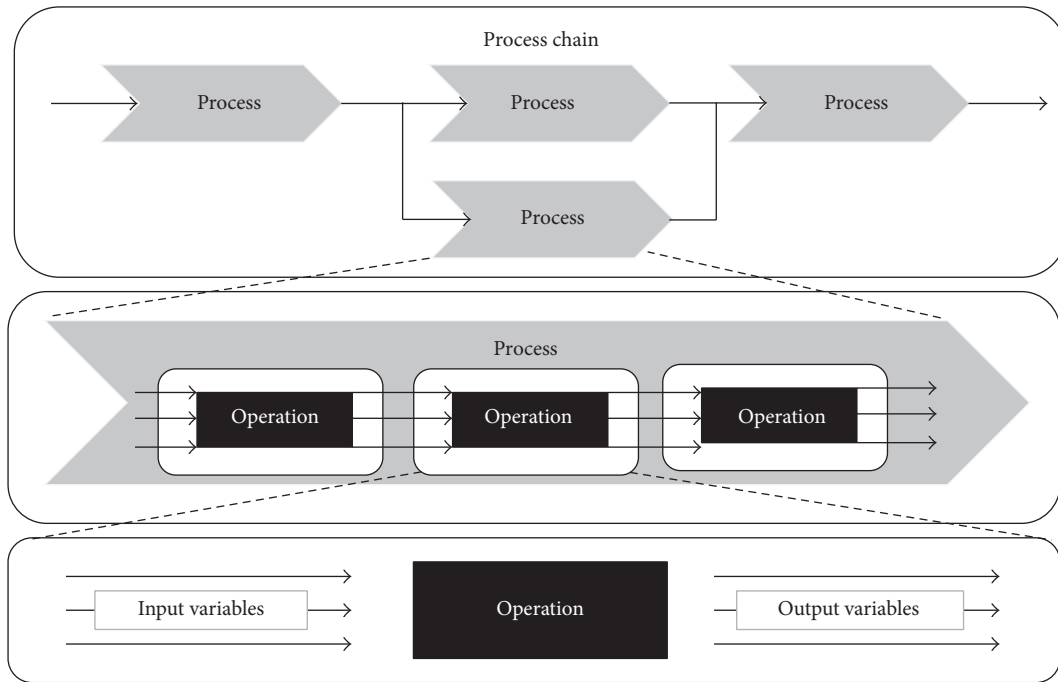 Process chain
Process
Process
Process
Process
Process
Operation
Operation
Operation
Input variables
Operation
Output variables